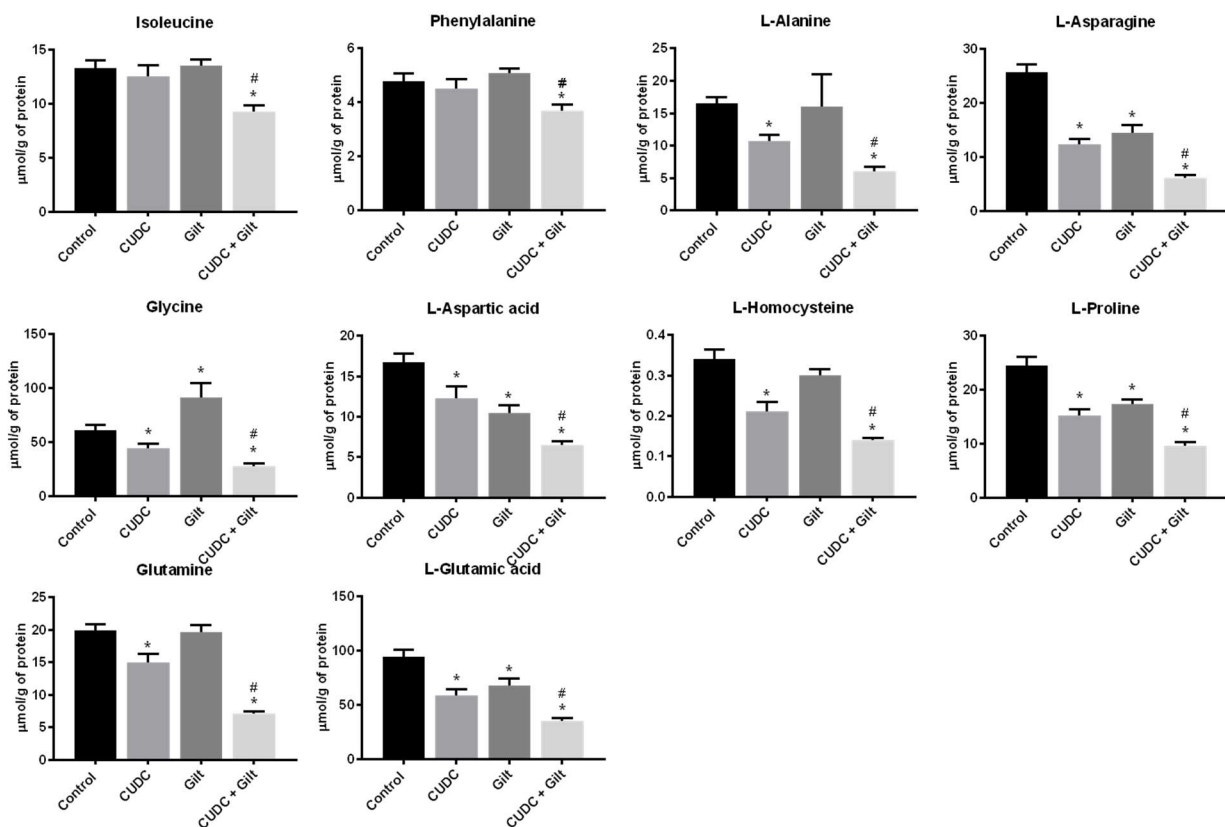 Isoleucine
µmol/g of protein
15
10
5
0
#
*
Control
CUDC
Gilt
CUDC + Gilt
Phenylalanine
µmol/g of protein
6
4
2
0
#
*
Control
CUDC
Gilt
CUDC + Gilt
L-Alanine
µmol/g of protein
25
20
15
10
5
0
*
#
*
Control
CUDC
Gilt
CUDC + Gilt
L-Asparagine
µmol/g of protein
30
20
10
0
*
*
#
*
Control
CUDC
Gilt
CUDC + Gilt
Glycine
µmol/g of protein
150
100
50
0
*
*
#
*
Control
CUDC
Gilt
CUDC + Gilt
L-Aspartic acid
µmol/g of protein
20
15
10
5
0
*
*
#
*
Control
CUDC
Gilt
CUDC + Gilt
L-Homocysteine
µmol/g of protein
0.4
0.3
0.2
0.1
0.0
*
#
*
Control
CUDC
Gilt
CUDC + Gilt
L-Proline
µmol/g of protein
30
20
10
0
*
*
#
*
Control
CUDC
Gilt
CUDC + Gilt
Glutamine
µmol/g of protein
25
20
15
10
5
0
*
#
*
Control
CUDC
Gilt
CUDC + Gilt
L-Glutamic acid
µmol/g of protein
150
100
50
0
*
*
#
*
Control
CUDC
Gilt
CUDC + Gilt